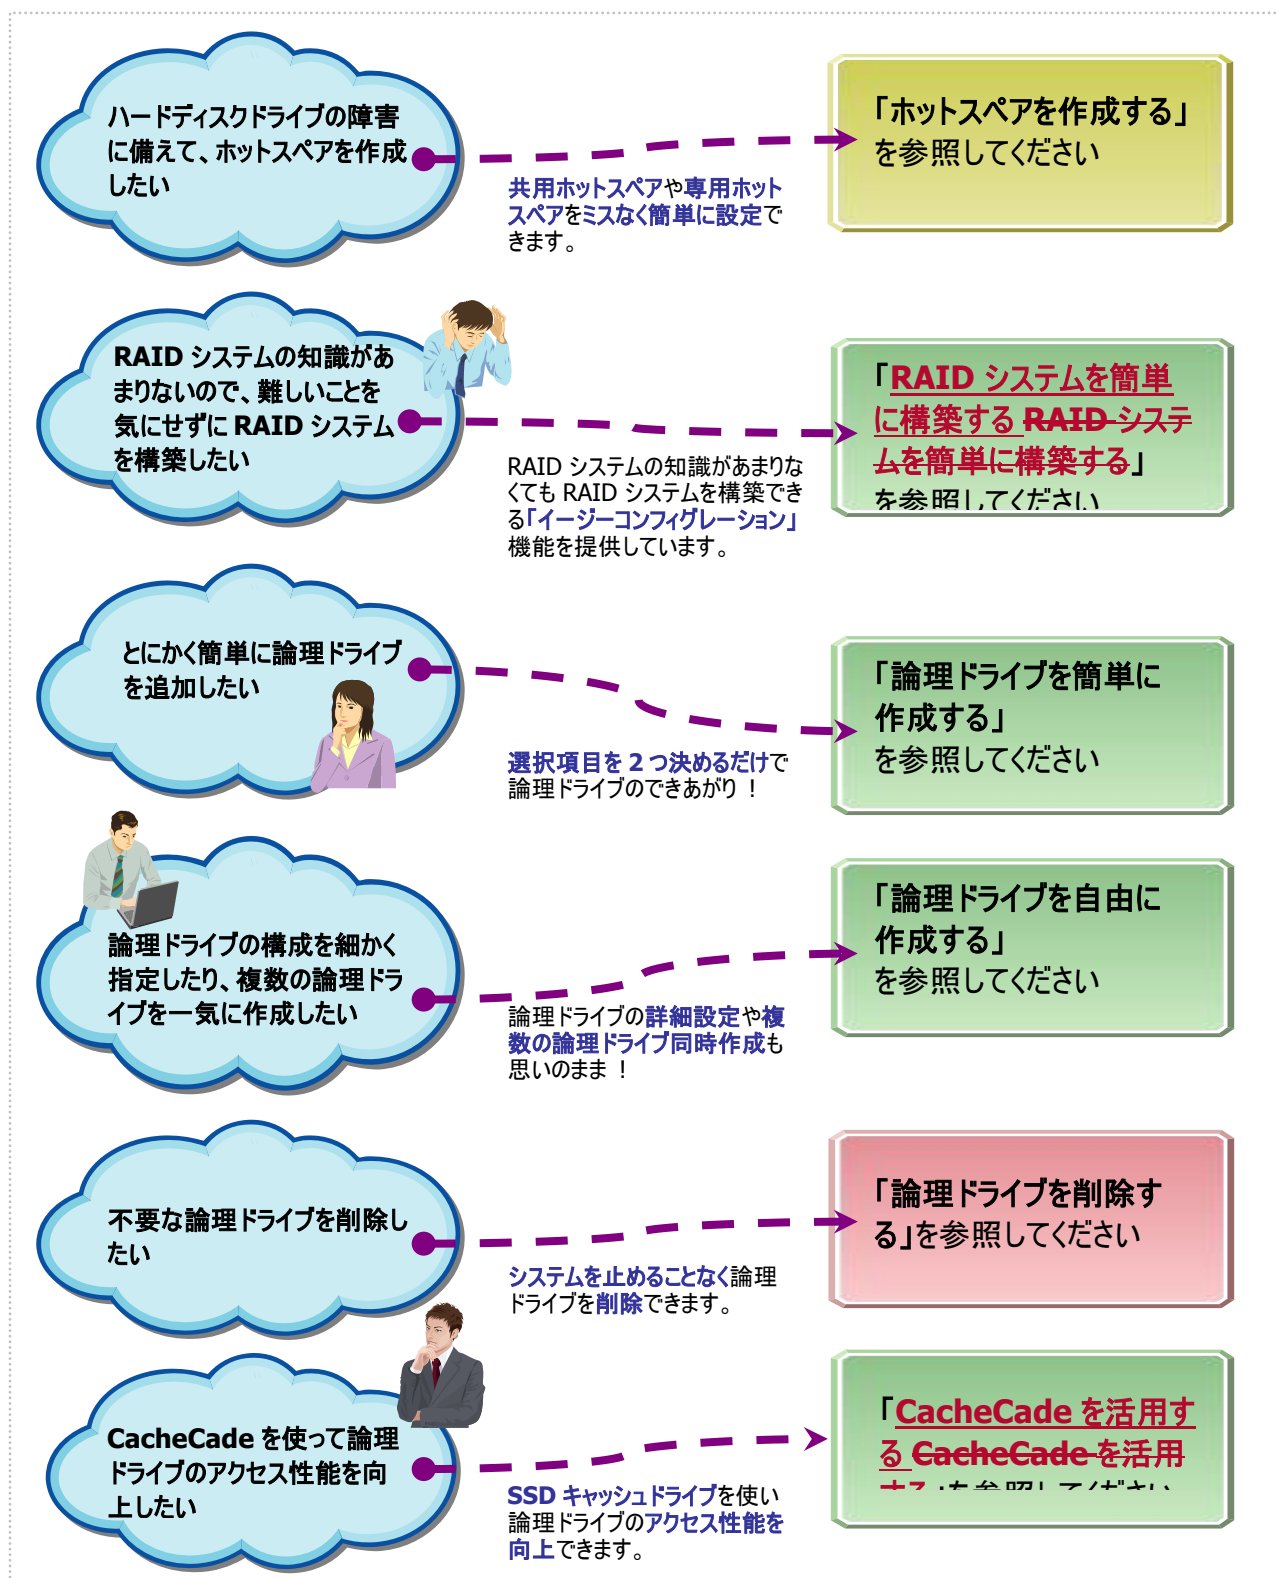 ハードディスクドライブの障害
に備えて、ホットスペアを作成
したい
共用ホットスペアや専用ホット
スペアをミスなく簡単に設定で
きます。
「ホットスペアを作成する」
を参照してください
RAID システムの知識があ
まりないので、難しいことを
気にせずに RAID システム
を構築したい
RAID システムの知識があまりな
くても RAID システムを構築でき
る「イージーコンフィグレーション」
機能を提供しています。
「RAID システムを簡単
に構築する RAID システ
ムを簡単に構築する」
を参照してください
とにかく簡単に論理ドライブ
を追加したい
選択項目を 2 つ決めるだけで
論理ドライブのできあがり！
「論理ドライブを簡単に
作成する」
を参照してください
論理ドライブの構成を細かく
指定したり、複数の論理ドラ
イブを一気に作成したい
論理ドライブの詳細設定や複
数の論理ドライブ同時作成も
思いのまま！
「論理ドライブを自由に
作成する」
を参照してください
不要な論理ドライブを削除し
たい
システムを止めることなく論理
ドライブを削除できます。
「論理ドライブを削除す
る」を参照してください
CacheCade を使って論理
ドライブのアクセス性能を向
上したい
SSD キャッシュドライブを使い
論理ドライブのアクセス性能を
向上できます。
「CacheCade を活用す
る CacheCade を活用
する」を参照してください